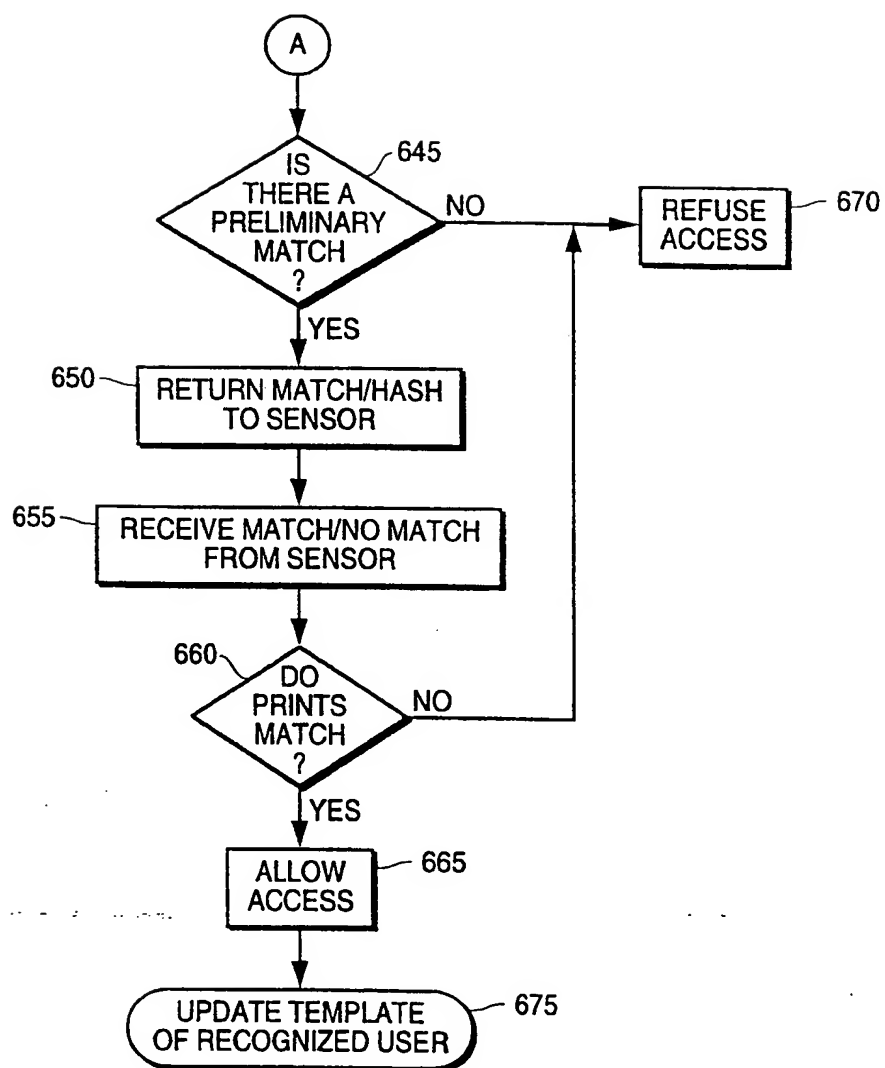 A
IS
THERE A
PRELIMINARY
MATCH
?
645
NO
REFUSE
ACCESS
670
YES
650
RETURN MATCH/HASH
TO SENSOR
655
RECEIVE MATCH/NO MATCH
FROM SENSOR
660
DO
PRINTS
MATCH
?
NO
YES
ALLOW
ACCESS
665
UPDATE TEMPLATE
OF RECOGNIZED USER
675